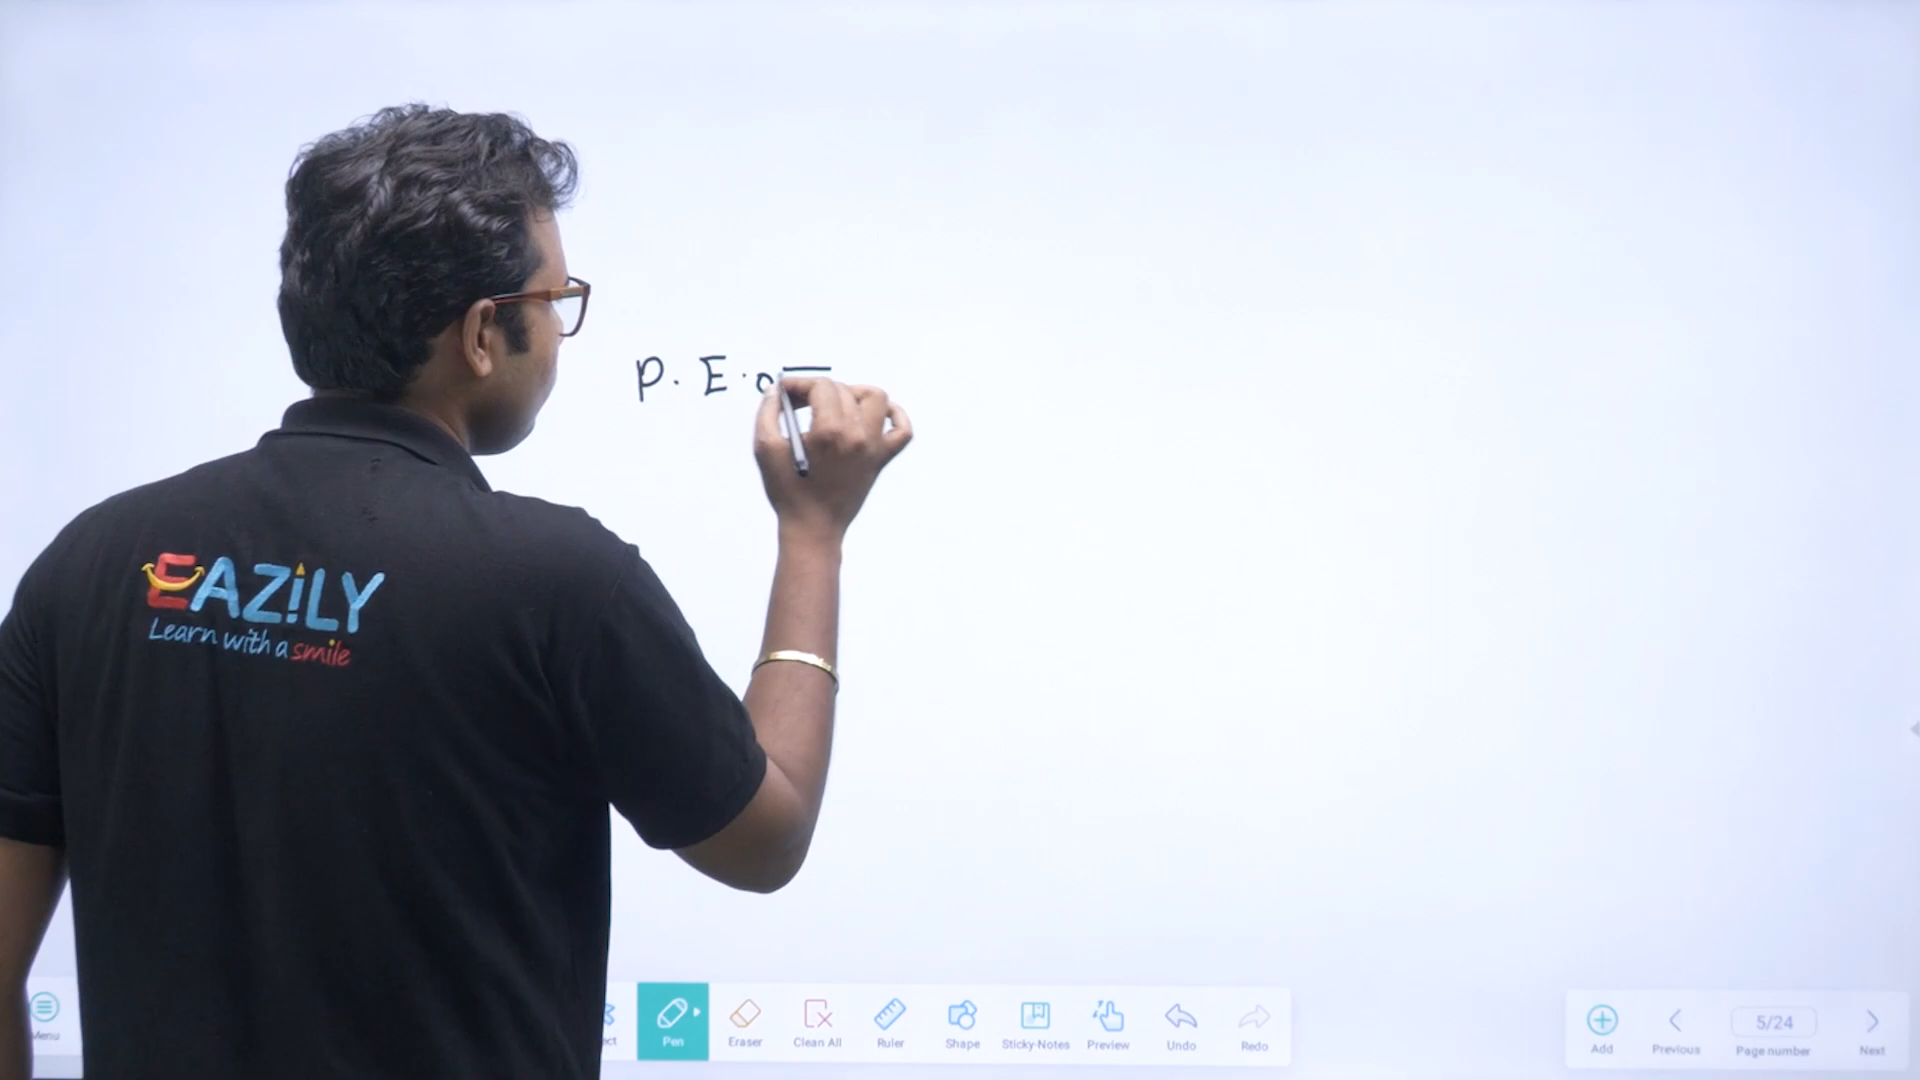 P. E. o
EAZiLY
Learn with a smile
Menu
Pen
Eraser
Clean All
Ruler
Shape
Sticky-Notes
Preview
Undo
Redo
Add
Previous
5/24
Page number
Next